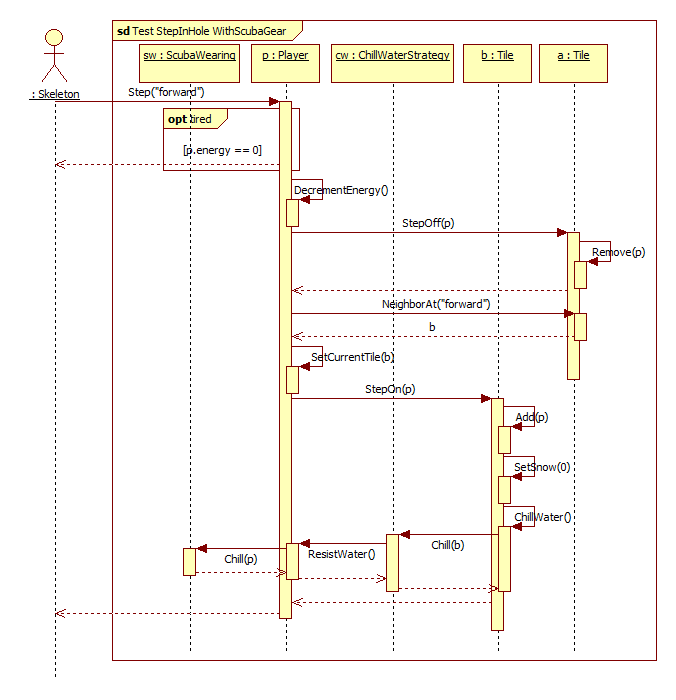 sd Test StepInHole WithScubaGear
sw : ScubaWearing
p : Player
cw : ChillWaterStrategy
b : Tile
a : Tile
: Skeleton
Step("forward")
opt tired
[p.energy == 0]
DecrementEnergy()
StepOff(p)
Remove(p)
NeighborAt("forward")
b
SetCurrentTile(b)
StepOn(p)
Add(p)
SetSnow(0)
ChillWater()
Chill(b)
ResistWater()
Chill(p)